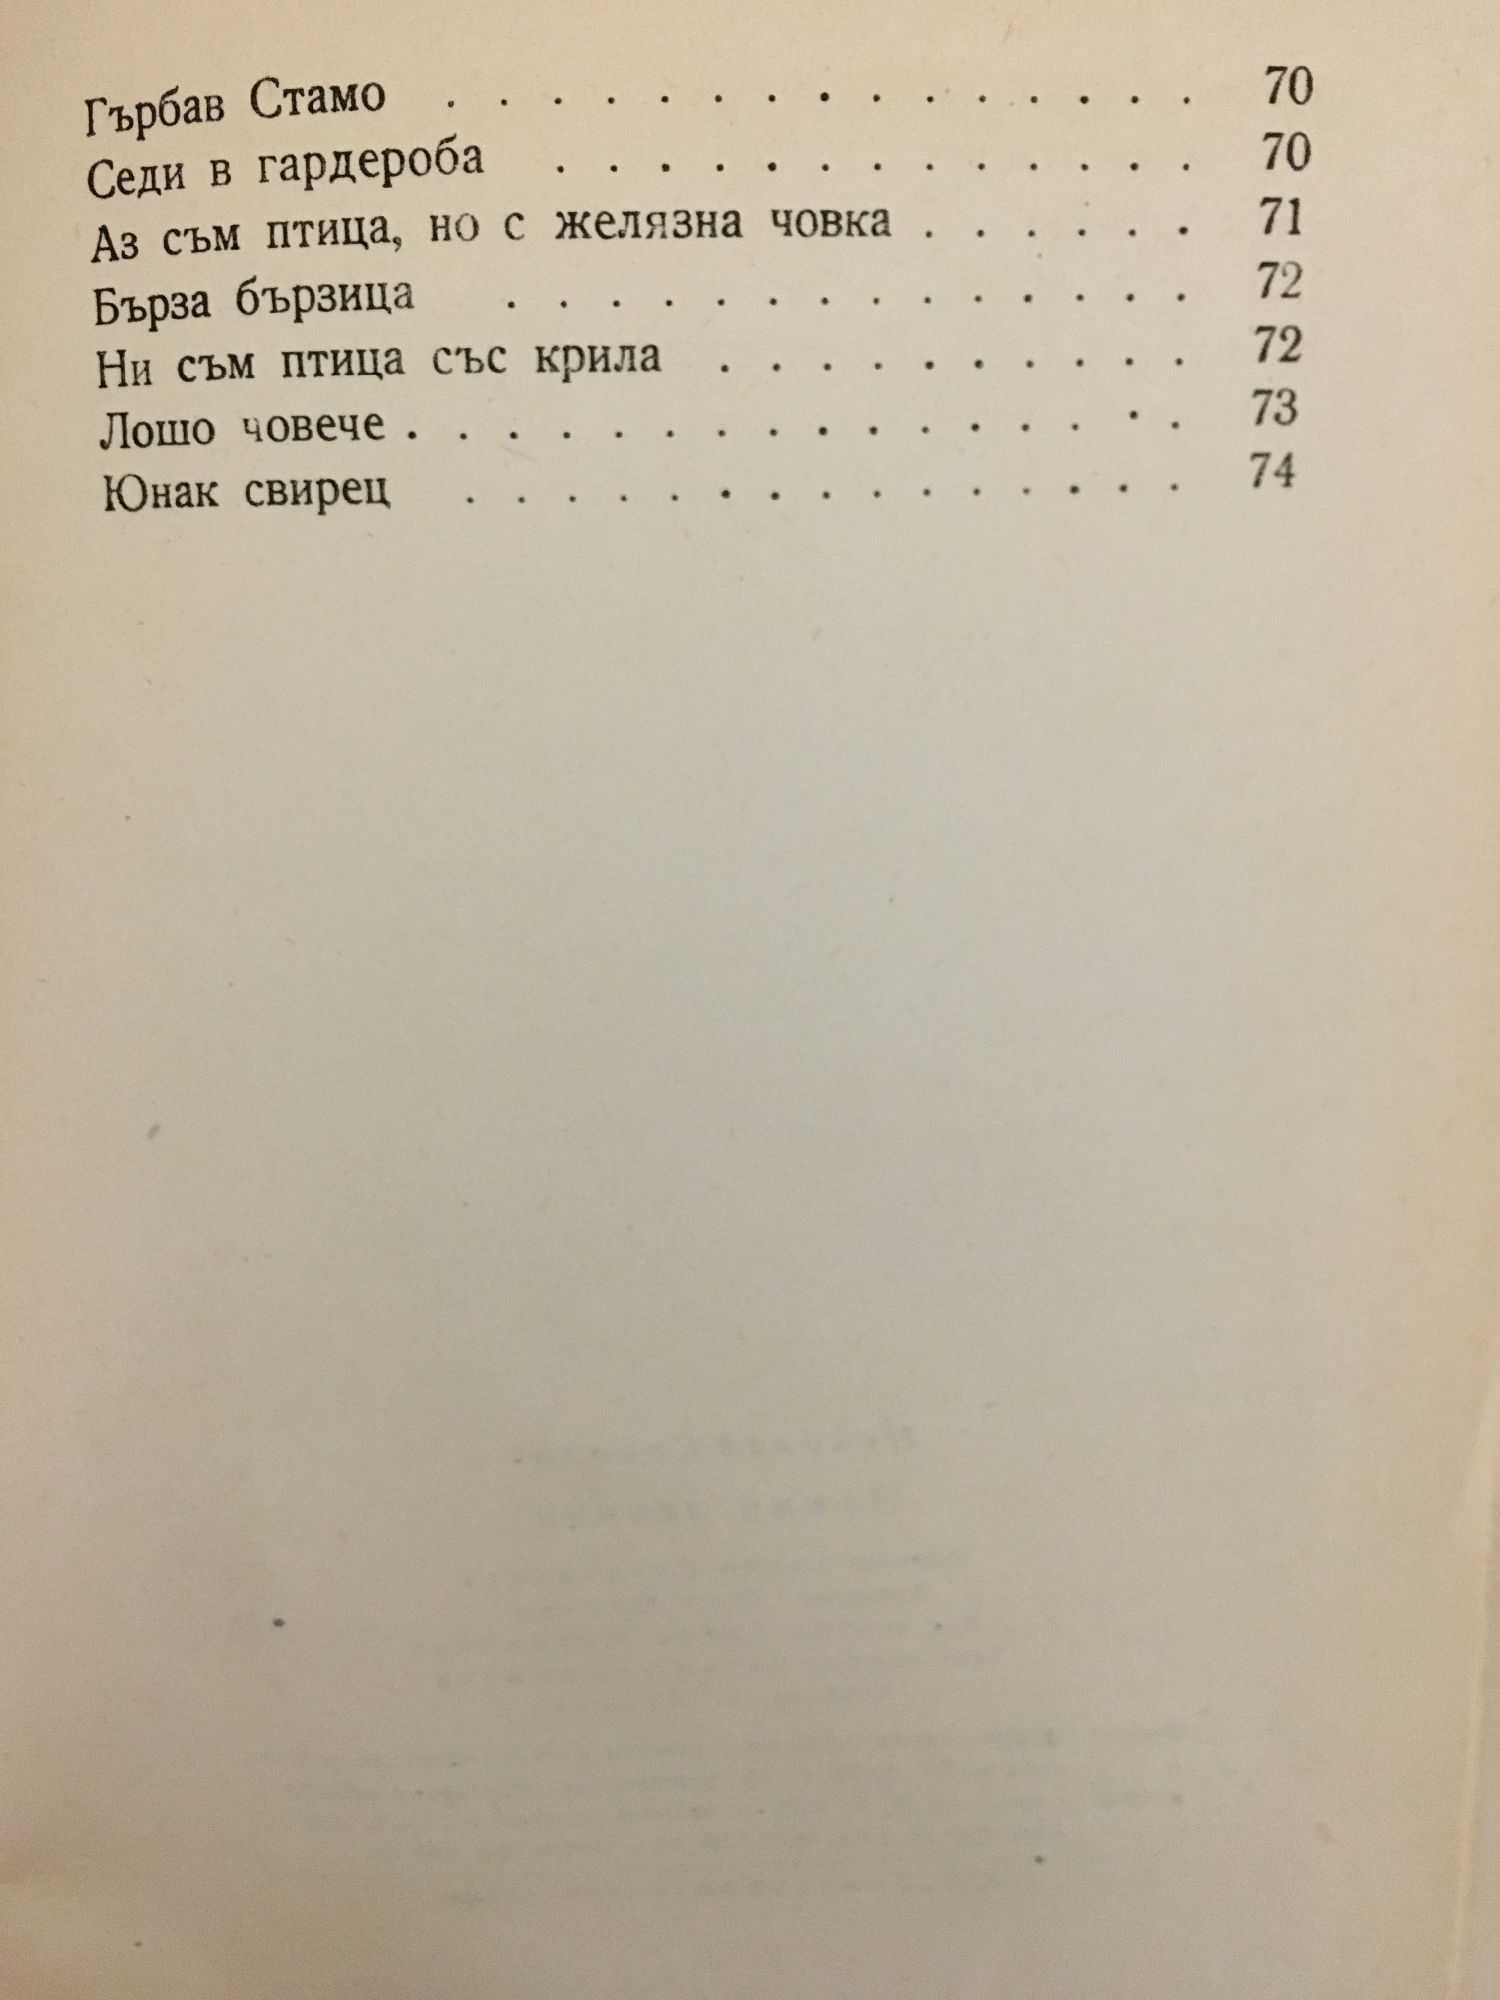 Гърбав Стамо . . . . . . . . . . . . . . . 70
Седи в гардероба . . . . . . . . . . . . . 70
Аз съм птица, но с желязна човка . . . . . . 71
Бърза бързица . . . . . . . . . . . . . . 72
Ни съм птица със крила . . . . . . . . . . 72
Лошо човече . . . . . . . . . . . . . . . . 73
Юнак свирец . . . . . . . . . . . . . . . 74